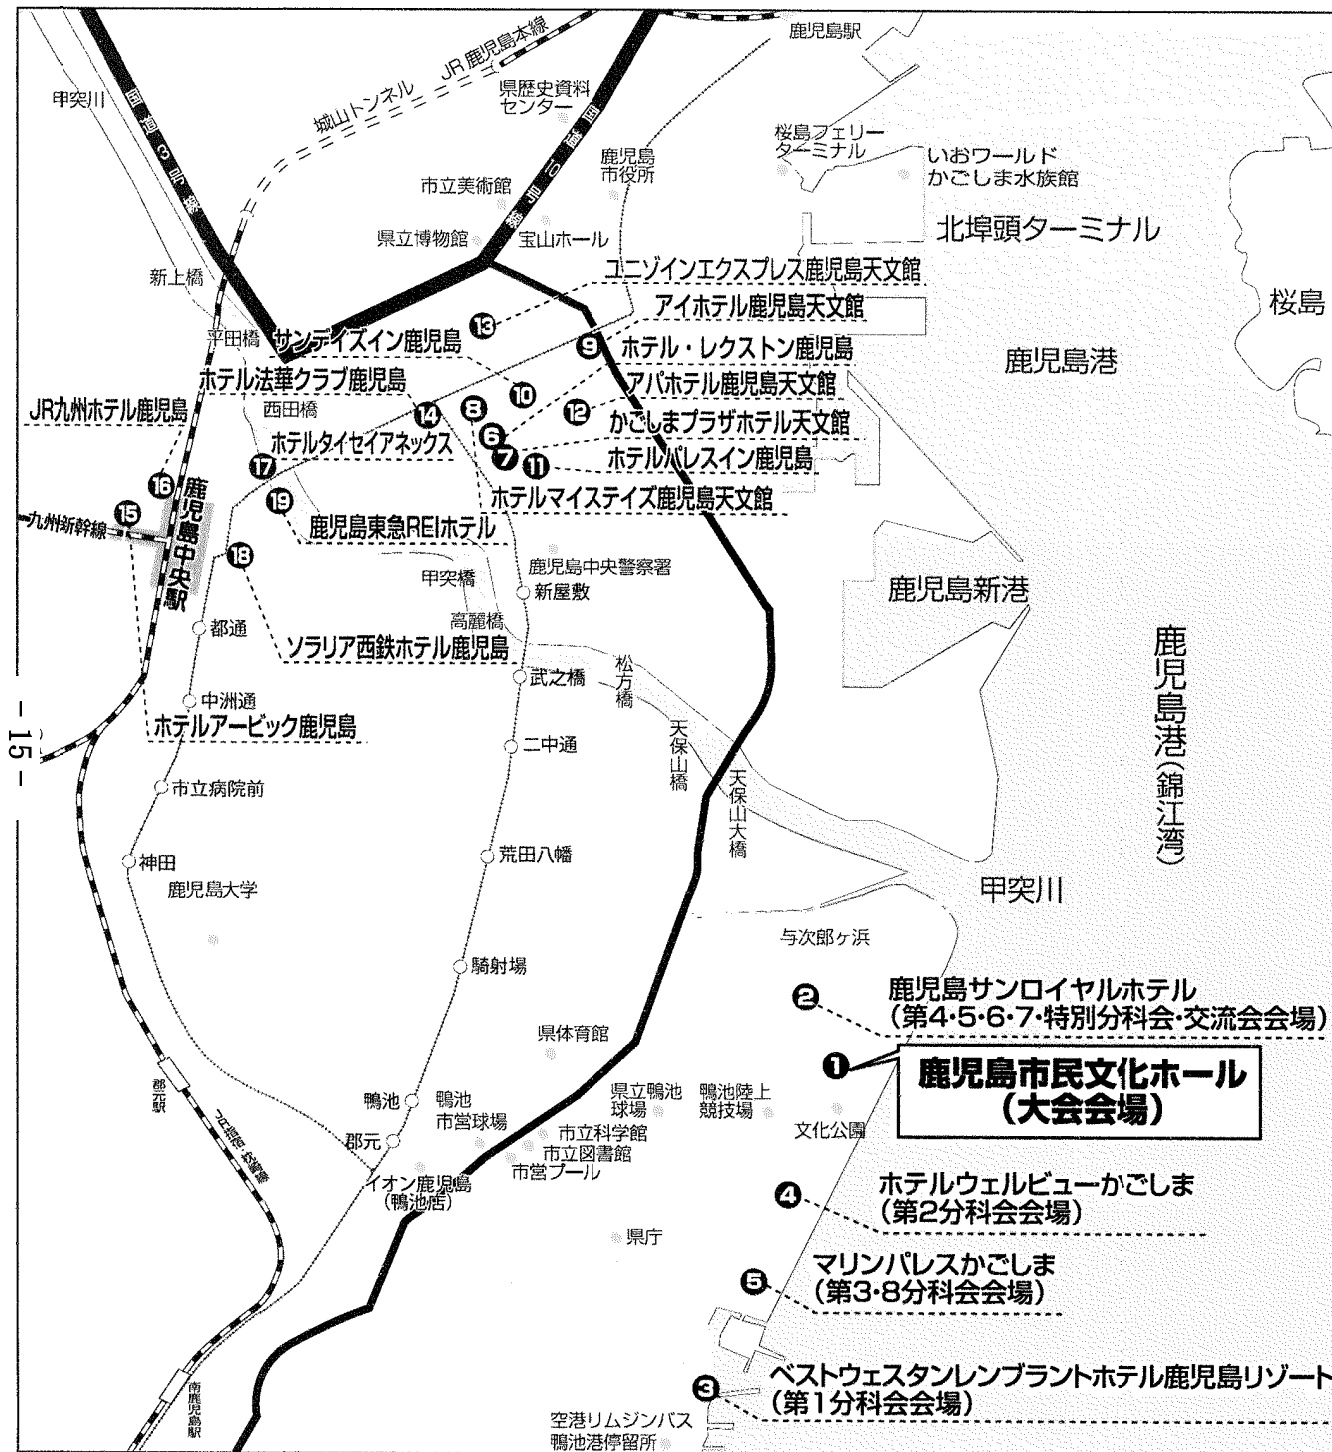 鹿児島駅
JR鹿児島本線
城山トンネル
甲突川
国道3号線
県歴史資料
センター
国道10号線
鹿児島
市役所
桜島フェリー
ターミナル
いおワールド
かごしま水族館
市立美術館
県立博物館
宝山ホール
北埠頭ターミナル
新上橋
ユニゾインエクスプレス鹿児島天文館
桜島
アイホテル鹿児島天文館
⑬
平田橋
サンデイズイン鹿児島
⑨
ホテル・レクストン鹿児島
鹿児島港
ホテル法華クラブ鹿児島
⑩
アパホテル鹿児島天文館
JR九州ホテル鹿児島
西田橋
⑭
⑧
⑫
かごしまプラザホテル天文館
ホテルタイセイアネックス
⑥
⑦
⑪
ホテルパレスイン鹿児島
⑰
⑯
ホテルマイステイズ鹿児島天文館
⑮
⑲
鹿児島東急REIホテル
九州新幹線
鹿児島中央駅
⑱
甲突橋
鹿児島中央警察署
新屋敷
鹿児島新港
高麗橋
都通
ソラリア西鉄ホテル鹿児島
武之橋
松方橋
鹿児島港(錦江湾)
中洲通
ホテルアービック鹿児島
二中通
天保山橋
天保山大橋
- 15 -
市立病院前
神田
荒田八幡
鹿児島大学
甲突川
与次郎ヶ浜
騎射場
②
鹿児島サンロイヤルホテル
(第4・5・6・7・特別分科会・交流会会場)
県体育館
①
鹿児島市民文化ホール
(大会会場)
郡元駅
鴨池
鴨池
市営球場
県立鴨池
球場
鴨池陸上
競技場
文化公園
JR指宿枕崎線
郡元
市立科学館
市立図書館
市営プール
イオン鹿児島
(鴨池店)
④
ホテルウェルビューかごしま
(第2分科会会場)
県庁
⑤
マリンパレスかごしま
(第3・8分科会会場)
南鹿児島駅
③
ベストウェスタンレンブラントホテル鹿児島リゾート
(第1分科会会場)
空港リムジンバス
鴨池港停留所